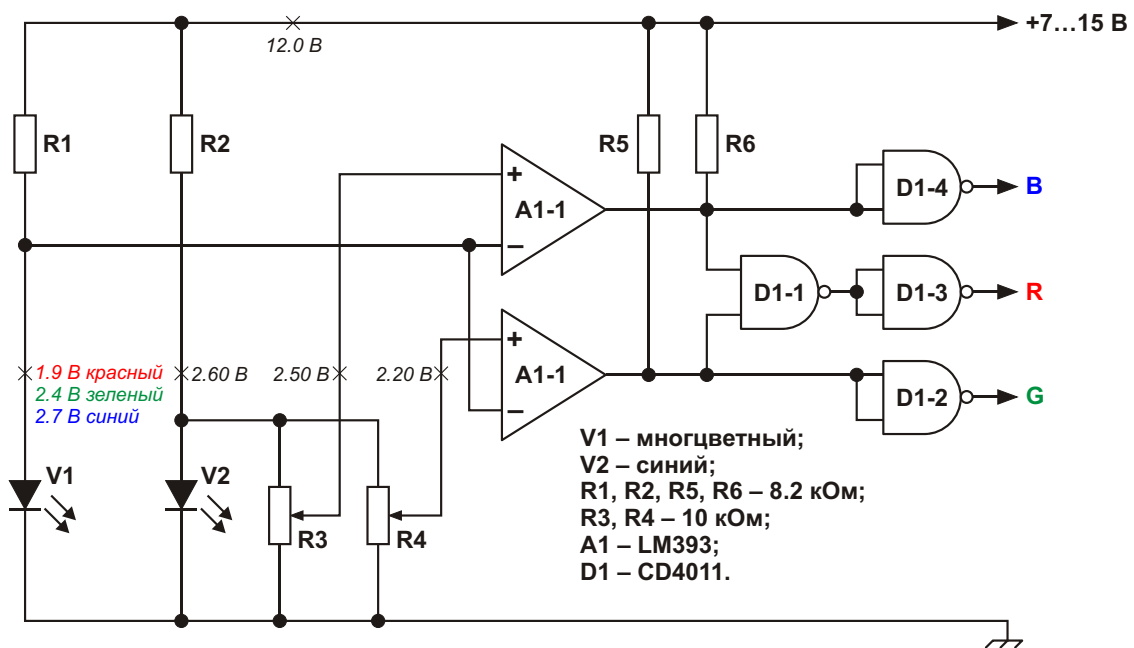 +7...15 В
12.0 В
R1
R2
R5
R6
+
A1-1
–
D1-4
B
D1-1
D1-3
R
1.9 В красный
2.4 В зеленый
2.7 В синий
2.60 В
2.50 В
2.20 В
+
A1-1
–
D1-2
G
V1
V2
R3
R4
V1 – многцветный;
V2 – синий;
R1, R2, R5, R6 – 8.2 кОм;
R3, R4 – 10 кОм;
A1 – LM393;
D1 – CD4011.